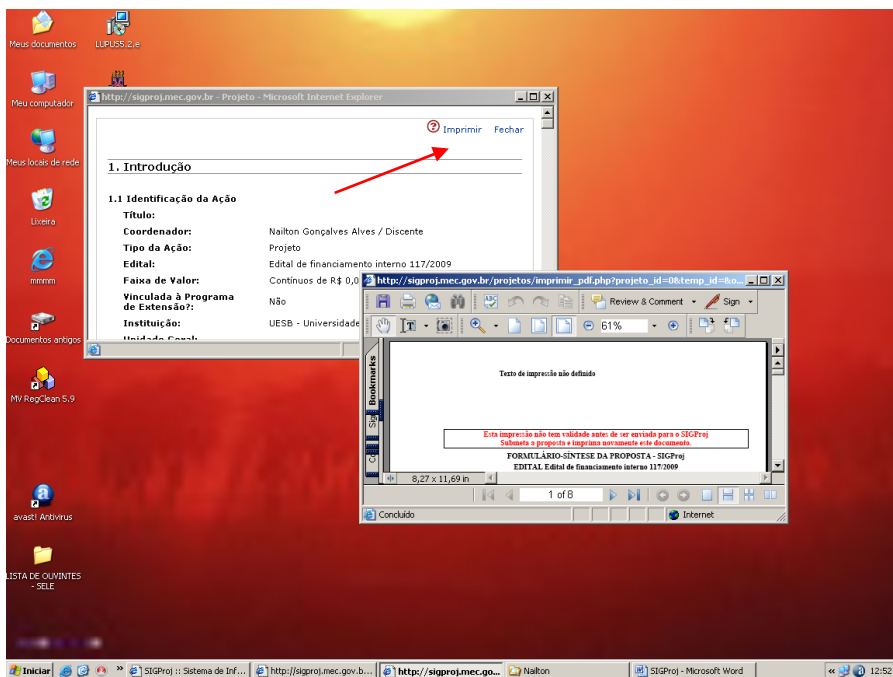 Meus documentos
LUPUS5.2.e
Meu computador
Meus locais de rede
Lixeira
mmmm
Documentos antigos
MV RegClean 5.9
avast! Antivirus
LISTA DE OUVINTES
- SELE
http://sigproj.mec.gov.br - Projeto - Microsoft Internet Explorer
Imprimir Fechar
1. Introdução
1.1 Identificação da Ação
Título:
Coordenador: Nailton Gonçalves Alves / Discente
Tipo da Ação: Projeto
Edital: Edital de financiamento interno 117/2009
Faixa de Valor: Contínuos de R$ 0,0
Vinculada à Programa
de Extensão?: Não
Instituição: UESB - Universidade
Unidade Geral:
http://sigproj.mec.gov.br/projetos/imprimir_pdf.php?projeto_id=0&temp_id=&o...
Review & Comment Sign
61%
Bookmarks
Texto de impressão não definido
Esta impressão não tem validade antes de ser enviada para o SIGProj
Submeta a proposta e imprima novamente este documento.
FORMULÁRIO-SÍNTESE DA PROPOSTA - SIGProj
EDITAL Edital de financiamento interno 117/2009
8,27 x 11,69 in
1 of 8
Concluído Internet
Iniciar » SIGProj :: Sistema de Inf... http://sigproj.mec.gov.b... http://sigproj.mec.go... Nailton SIGProj - Microsoft Word « 12:52